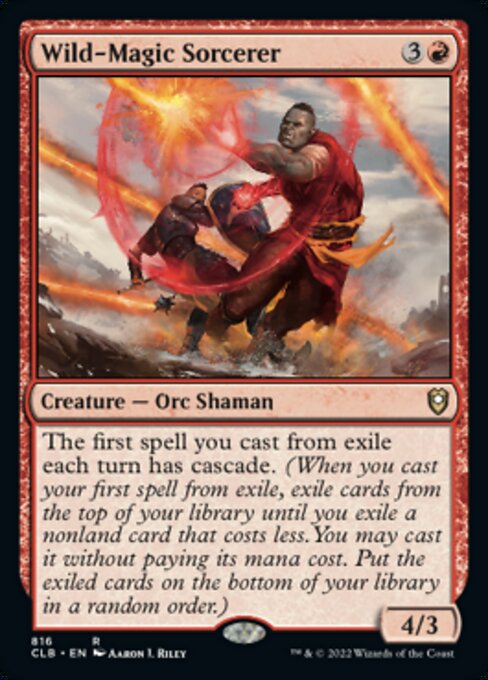 Wild-Magic Sorcerer 3
Creature — Orc Shaman
The first spell you cast from exile
each turn has cascade. (When you cast
your first spell from exile, exile cards from
the top of your library until you exile a
nonland card that costs less. You may cast
it without paying its mana cost. Put the
exiled cards on the bottom of your library
in a random order.)
4/3
816 R
CLB • EN Aaron J. Riley
™ & © 2022 Wizards of the Coast